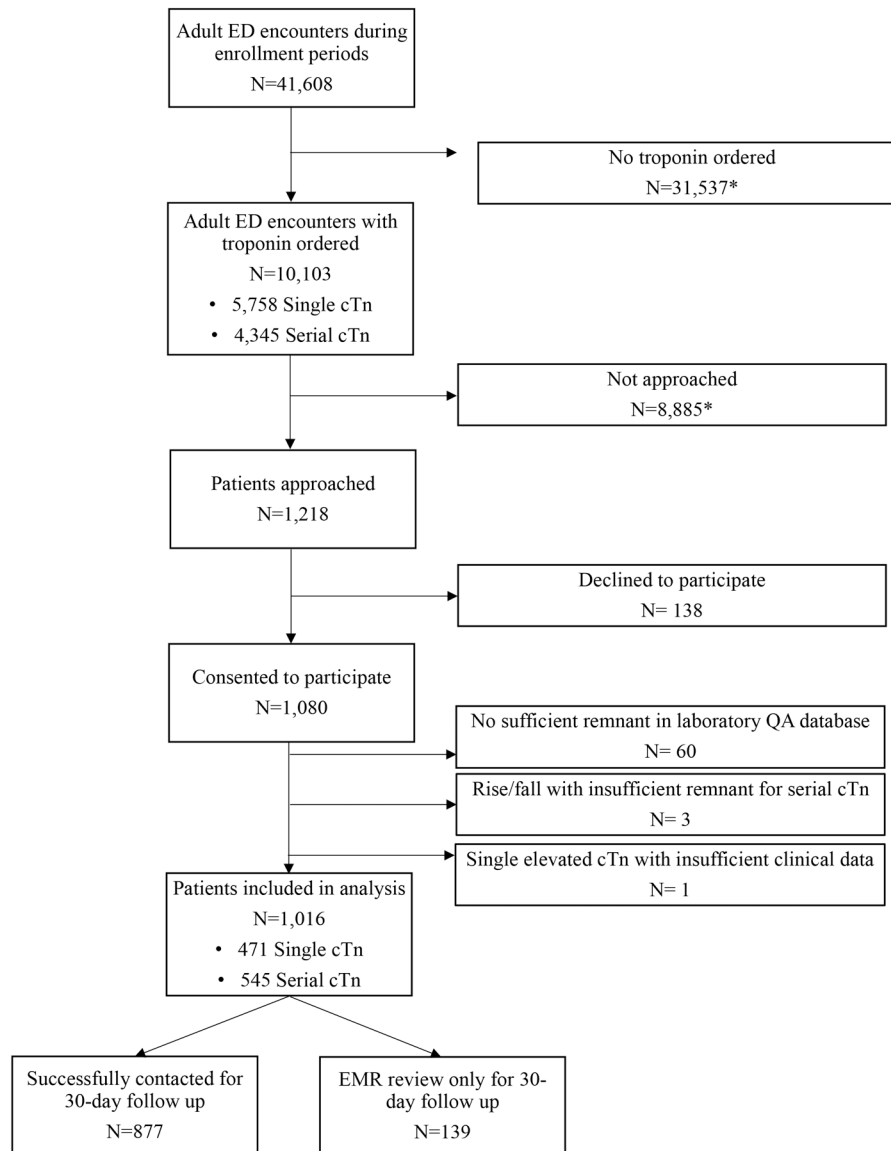 Adult ED encounters during
enrollment periods
N=41,608
No troponin ordered
N=31,537*
Adult ED encounters with
troponin ordered
N=10,103
• 5,758 Single cTn
• 4,345 Serial cTn
Not approached
N=8,885*
Patients approached
N=1,218
Declined to participate
N= 138
Consented to participate
N=1,080
No sufficient remnant in laboratory QA database
N= 60
Rise/fall with insufficient remnant for serial cTn
N= 3
Single elevated cTn with insufficient clinical data
N= 1
Patients included in analysis
N=1,016
• 471 Single cTn
• 545 Serial cTn
Successfully contacted for
30-day follow up
N=877
EMR review only for 30-
day follow up
N=139